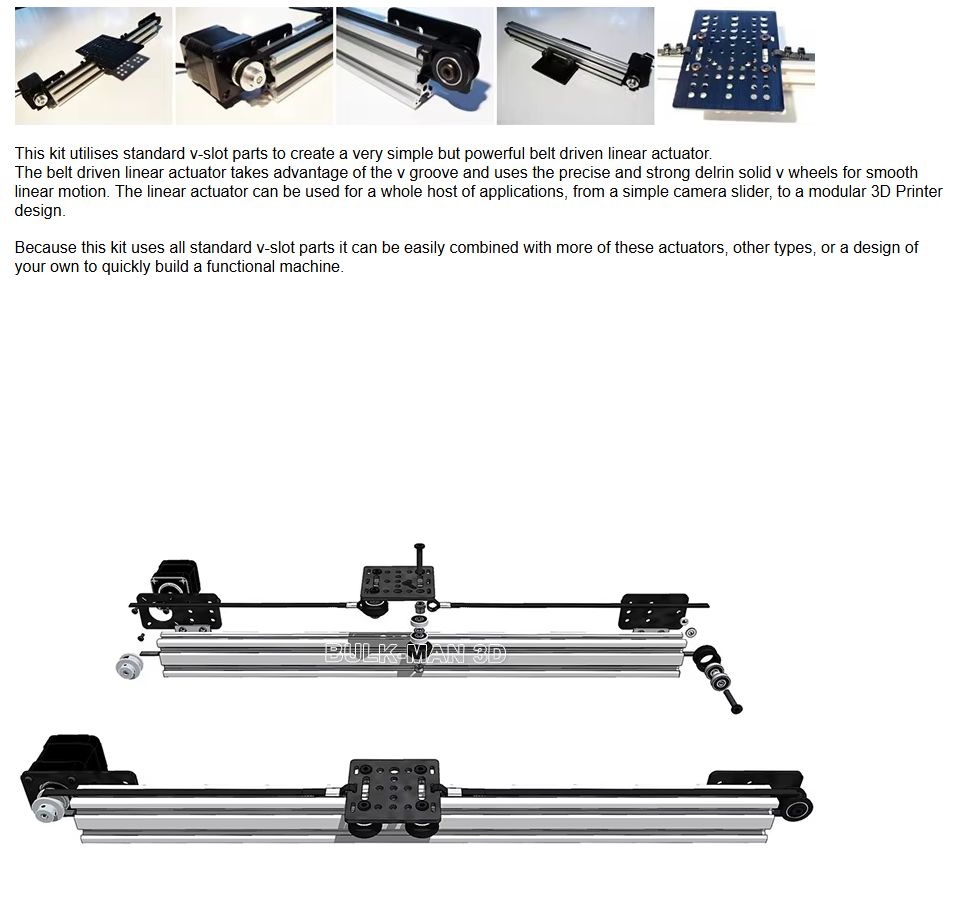 This kit utilises standard v-slot parts to create a very simple but powerful belt driven linear actuator.
The belt driven linear actuator takes advantage of the v groove and uses the precise and strong delrin solid v wheels for smooth
linear motion. The linear actuator can be used for a whole host of applications, from a simple camera slider, to a modular 3D Printer
design.
Because this kit uses all standard v-slot parts it can be easily combined with more of these actuators, other types, or a design of
your own to quickly build a functional machine.
BULK-MAN 3D